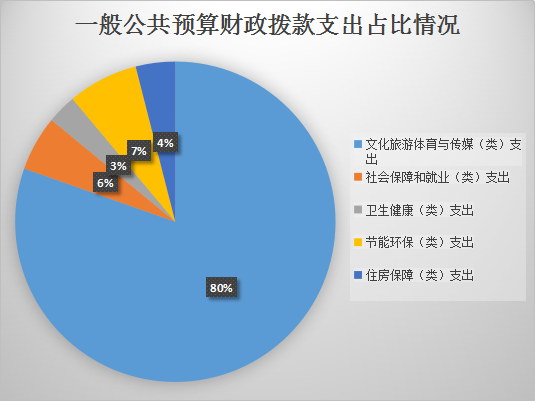 一般公共预算财政拨款支出占比情况
4%
7%
3%
6%
80%
文化旅游体育与传媒（类）支
出
社会保障和就业（类）支出
卫生健康（类）支出
节能环保（类）支出
住房保障（类）支出